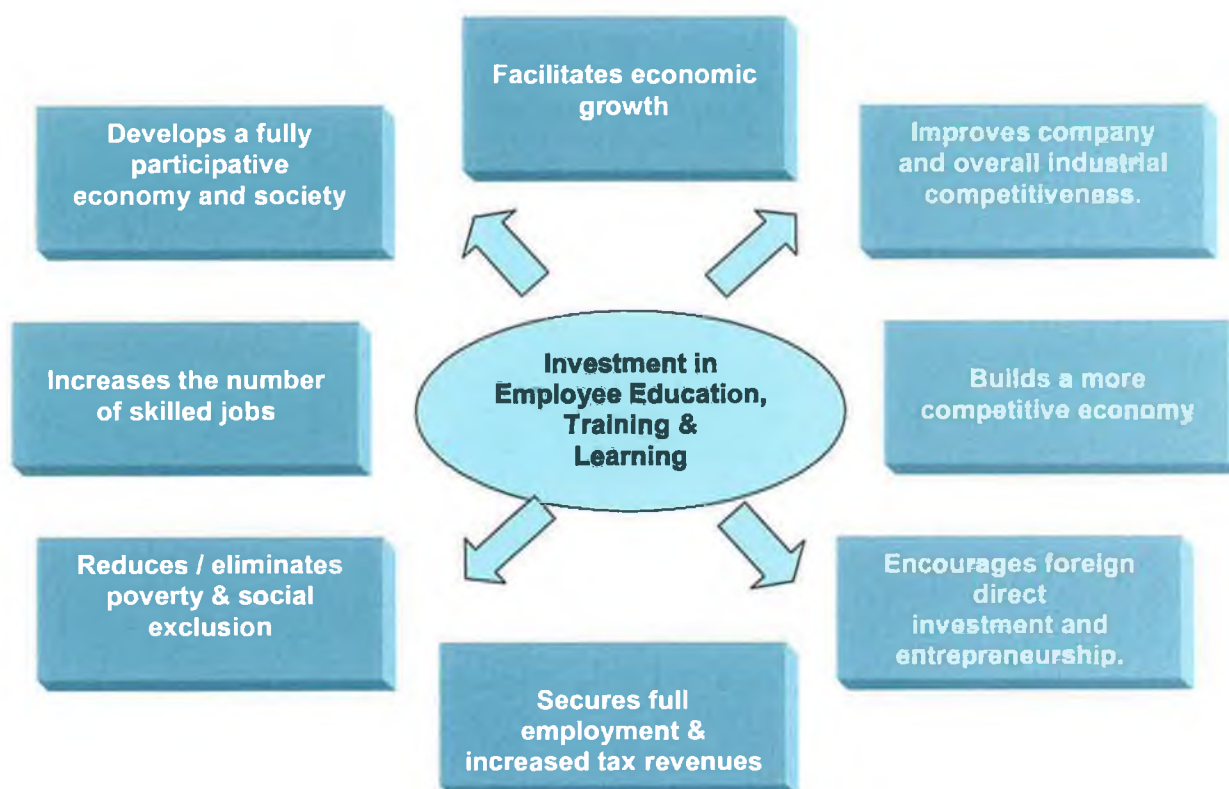 Facilitates economic
growth
Develops a fully
participative
economy and society
Improves company
and overall industrial
competitiveness.
Increases the number
of skilled jobs
Investment in
Employee Education,
Training &
Learning
Builds a more
competitive economy
Reduces / eliminates
poverty & social
exclusion
Encourages foreign
direct
investment and
entrepreneurship.
Secures full
employment &
increased tax revenues